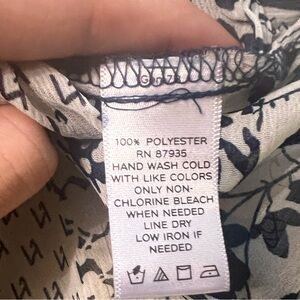 100% POLYESTER
RN 87935
HAND WASH COLD
WITH LIKE COLORS
ONLY NON-
CHLORINE BLEACH
WHEN NEEDED
LINE DRY
LOW IRON IF
NEEDED